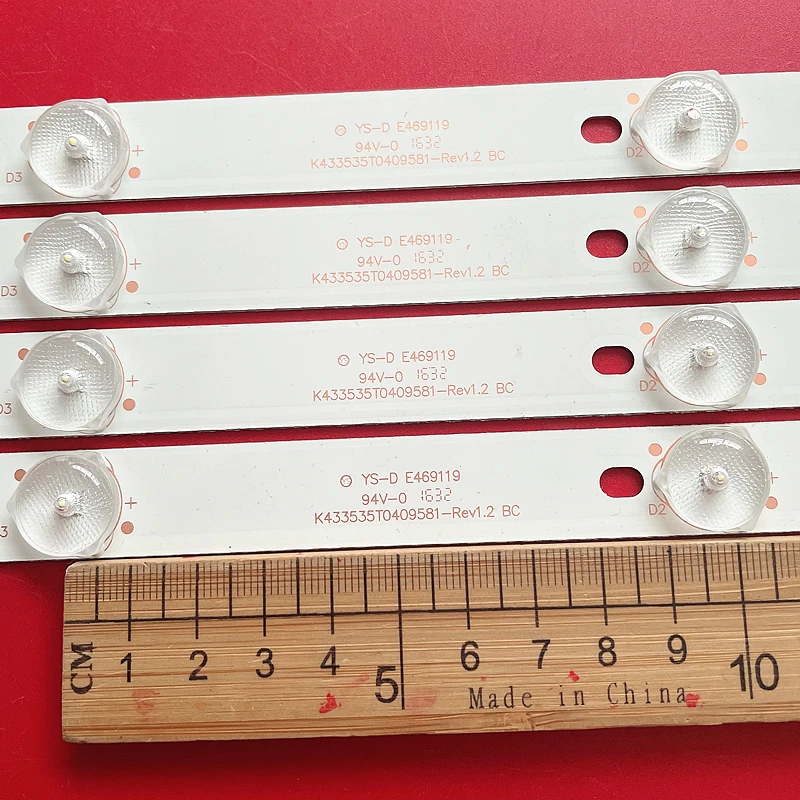 YS-D E469119
94V-0 1632
K433535T0409581-Rev1.2 BC
D3
+
D2
YS-D E469119
94V-0 1632
K433535T0409581-Rev1.2 BC
D3
+
D2
YS-D E469119
94V-0 1632
K433535T0409581-Rev1.2 BC
D3
+
D2
+
YS-D E469119
94V-0 1632
K433535T0409581-Rev1.2 BC
D3
+
D2
+
CM 1 2 3 4 5 6 7 8 9 10
Made in China